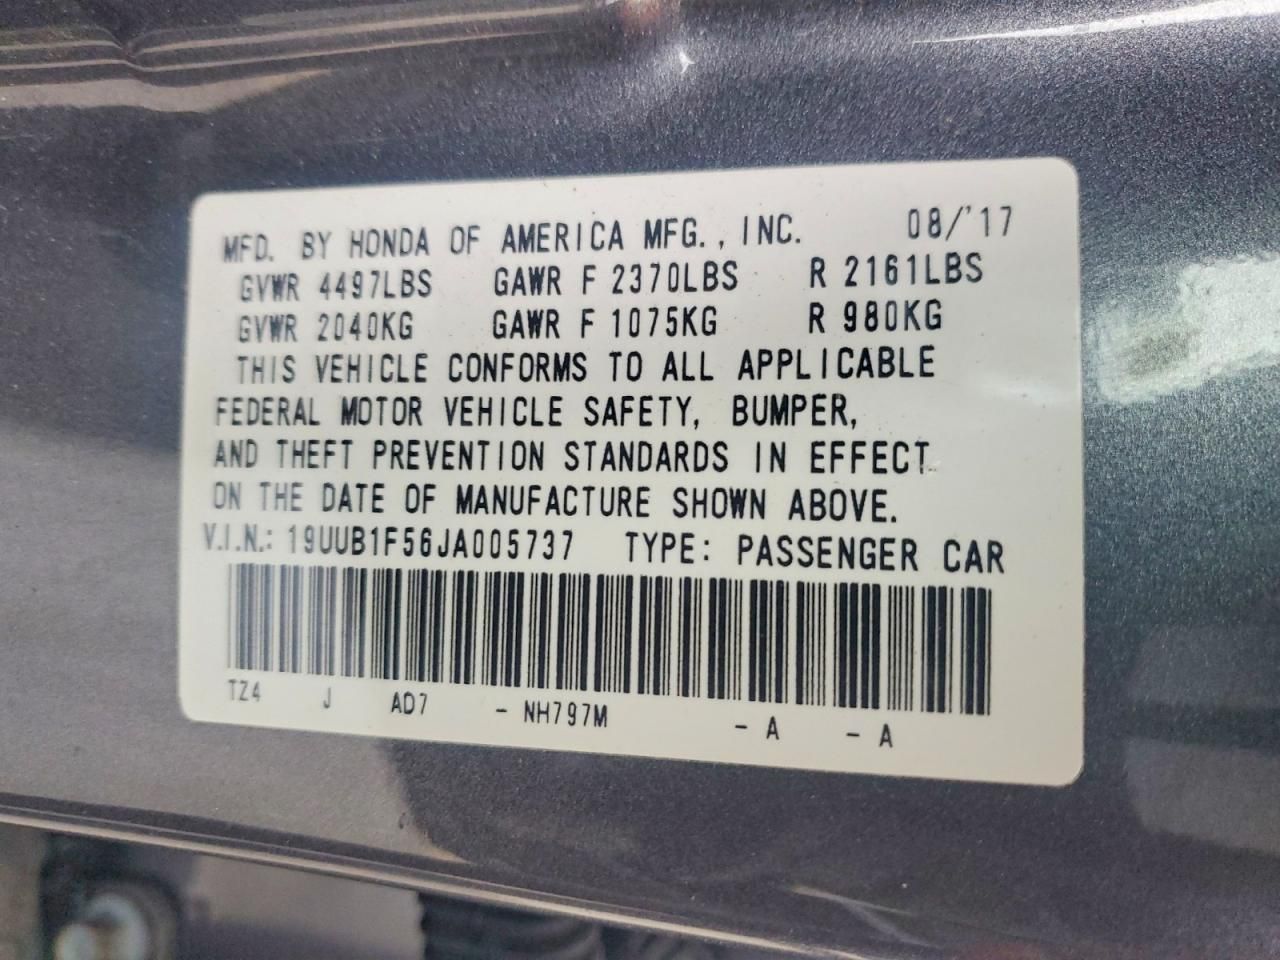 MFD. BY HONDA OF AMERICA MFG., INC. 08/'17
GVWR 4497LBS GAWR F 2370LBS R 2161LBS
GVWR 2040KG GAWR F 1075KG R 980KG
THIS VEHICLE CONFORMS TO ALL APPLICABLE
FEDERAL MOTOR VEHICLE SAFETY, BUMPER,
AND THEFT PREVENTION STANDARDS IN EFFECT
ON THE DATE OF MANUFACTURE SHOWN ABOVE.
V.I.N.: 19UUB1F56JA005737 TYPE: PASSENGER CAR
TZ4 J AD7 - NH797M - A - A